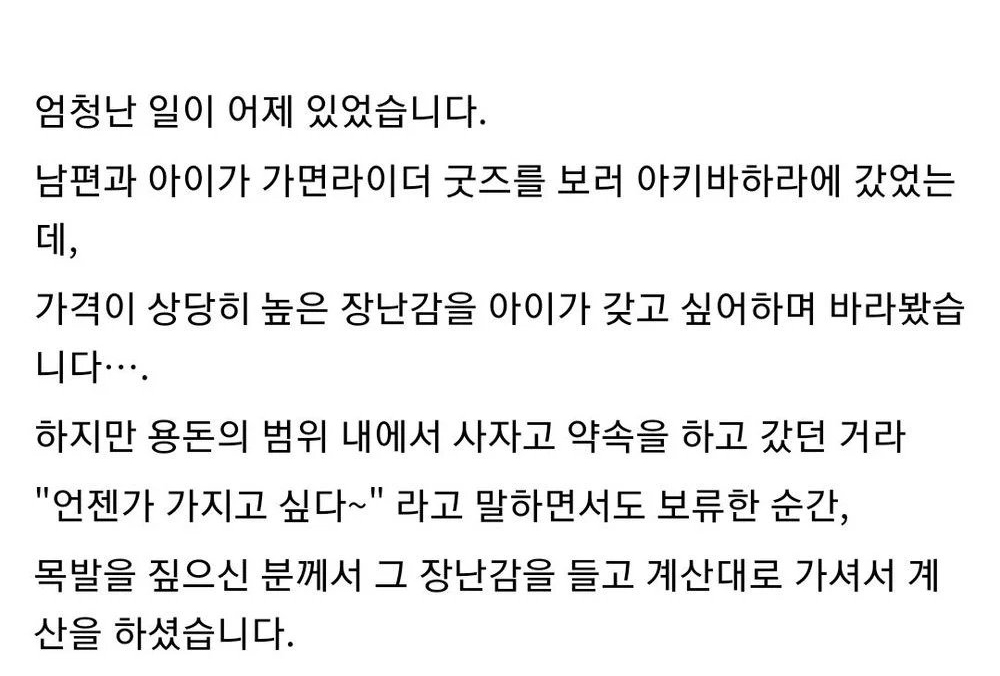 엄청난 일이 어제 있었습니다.
남편과 아이가 가면라이더 굿즈를 보러 아키바하라에 갔었는
데,
가격이 상당히 높은 장난감을 아이가 갖고 싶어하며 바라봤습
니다….
하지만 용돈의 범위 내에서 사자고 약속을 하고 갔던 거라
"언젠가 가지고 싶다~" 라고 말하면서도 보류한 순간,
목발을 짚으신 분께서 그 장난감을 들고 계산대로 가셔서 계
산을 하셨습니다.